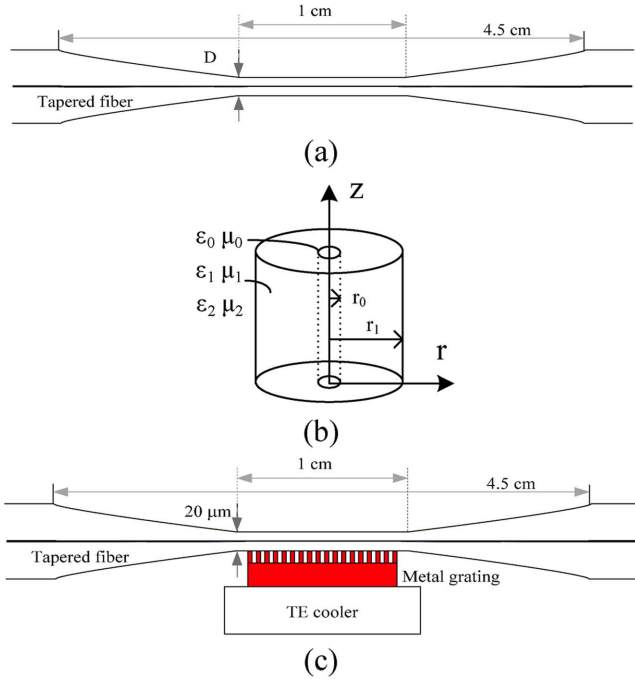 1 cm
4.5 cm
D
Tapered fiber
(a)
z
ε₀ μ₀
ε₁ μ₁
ε₂ μ₂
r₀
r₁
r
(b)
1 cm
4.5 cm
20 μm
Tapered fiber
Metal grating
TE cooler
(c)